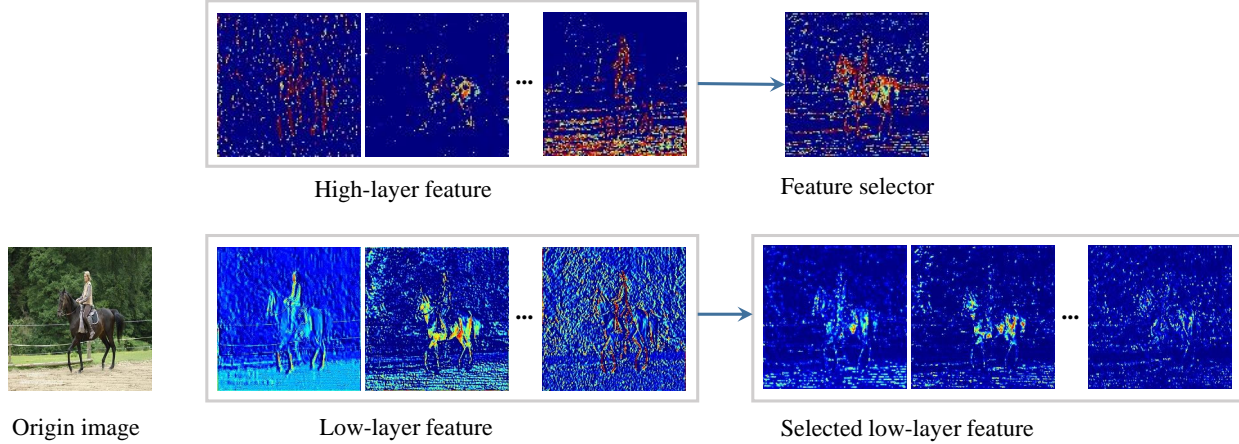 ...
High-layer feature
Feature selector
...
...
Origin image
Low-layer feature
Selected low-layer feature